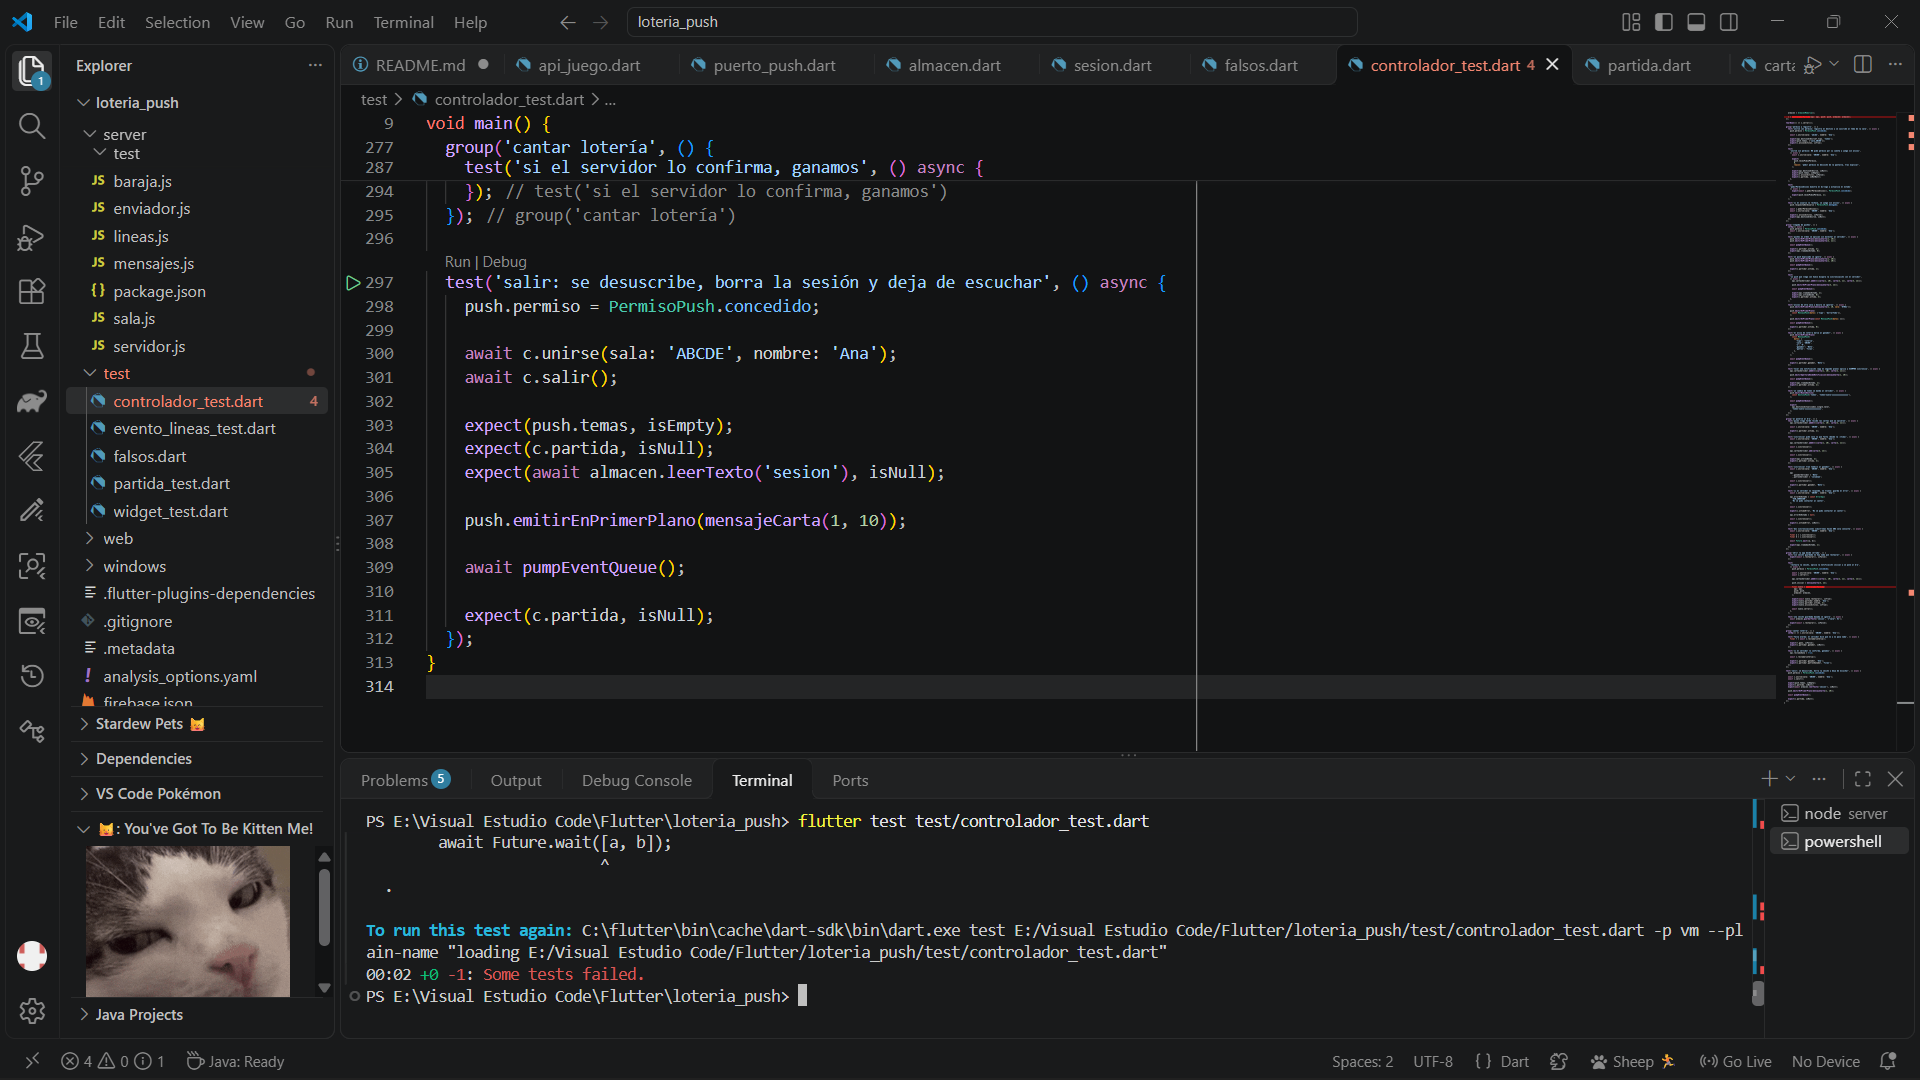 File Edit Selection View Go Run Terminal Help
loteria_push
Explorer
loteria_push
server
test
JS baraja.js
JS enviador.js
JS lineas.js
JS mensajes.js
{} package.json
JS sala.js
JS servidor.js
test
controlador_test.dart 4
evento_lineas_test.dart
falsos.dart
partida_test.dart
widget_test.dart
web
windows
.flutter-plugins-dependencies
.gitignore
.metadata
! analysis_options.yaml
firebase.json
Stardew Pets 😼
Dependencies
VS Code Pokémon
😼: You've Got To Be Kitten Me!
Java Projects
1
README.md api_juego.dart puerto_push.dart almacen.dart sesion.dart falsos.dart controlador_test.dart 4 partida.dart carta
test > controlador_test.dart > ...
9 void main() {
277 group('cantar lotería', () {
287 test('si el servidor lo confirma, ganamos', () async {
294 }); // test('si el servidor lo confirma, ganamos')
295 }); // group('cantar lotería')
296
Run | Debug
297 test('salir: se desuscribe, borra la sesión y deja de escuchar', () async {
298 push.permiso = PermisoPush.concedido;
299
300 await c.unirse(sala: 'ABCDE', nombre: 'Ana');
301 await c.salir();
302
303 expect(push.temas, isEmpty);
304 expect(c.partida, isNull);
305 expect(await almacen.leerTexto('sesion'), isNull);
306
307 push.emitirEnPrimerPlano(mensajeCarta(1, 10));
308
309 await pumpEventQueue();
310
311 expect(c.partida, isNull);
312 });
313 }
314
Problems 5 Output Debug Console Terminal Ports
PS E:\Visual Estudio Code\Flutter\loteria_push> flutter test test/controlador_test.dart
await Future.wait([a, b]);
^
.
To run this test again: C:\flutter\bin\cache\dart-sdk\bin\dart.exe test E:/Visual Estudio Code/Flutter/loteria_push/test/controlador_test.dart -p vm --pl
ain-name "loading E:/Visual Estudio Code/Flutter/loteria_push/test/controlador_test.dart"
00:02 +0 -1: Some tests failed.
PS E:\Visual Estudio Code\Flutter\loteria_push>
node server
powershell
4 0 1 Java: Ready
Spaces: 2 UTF-8 {} Dart Sheep Go Live No Device